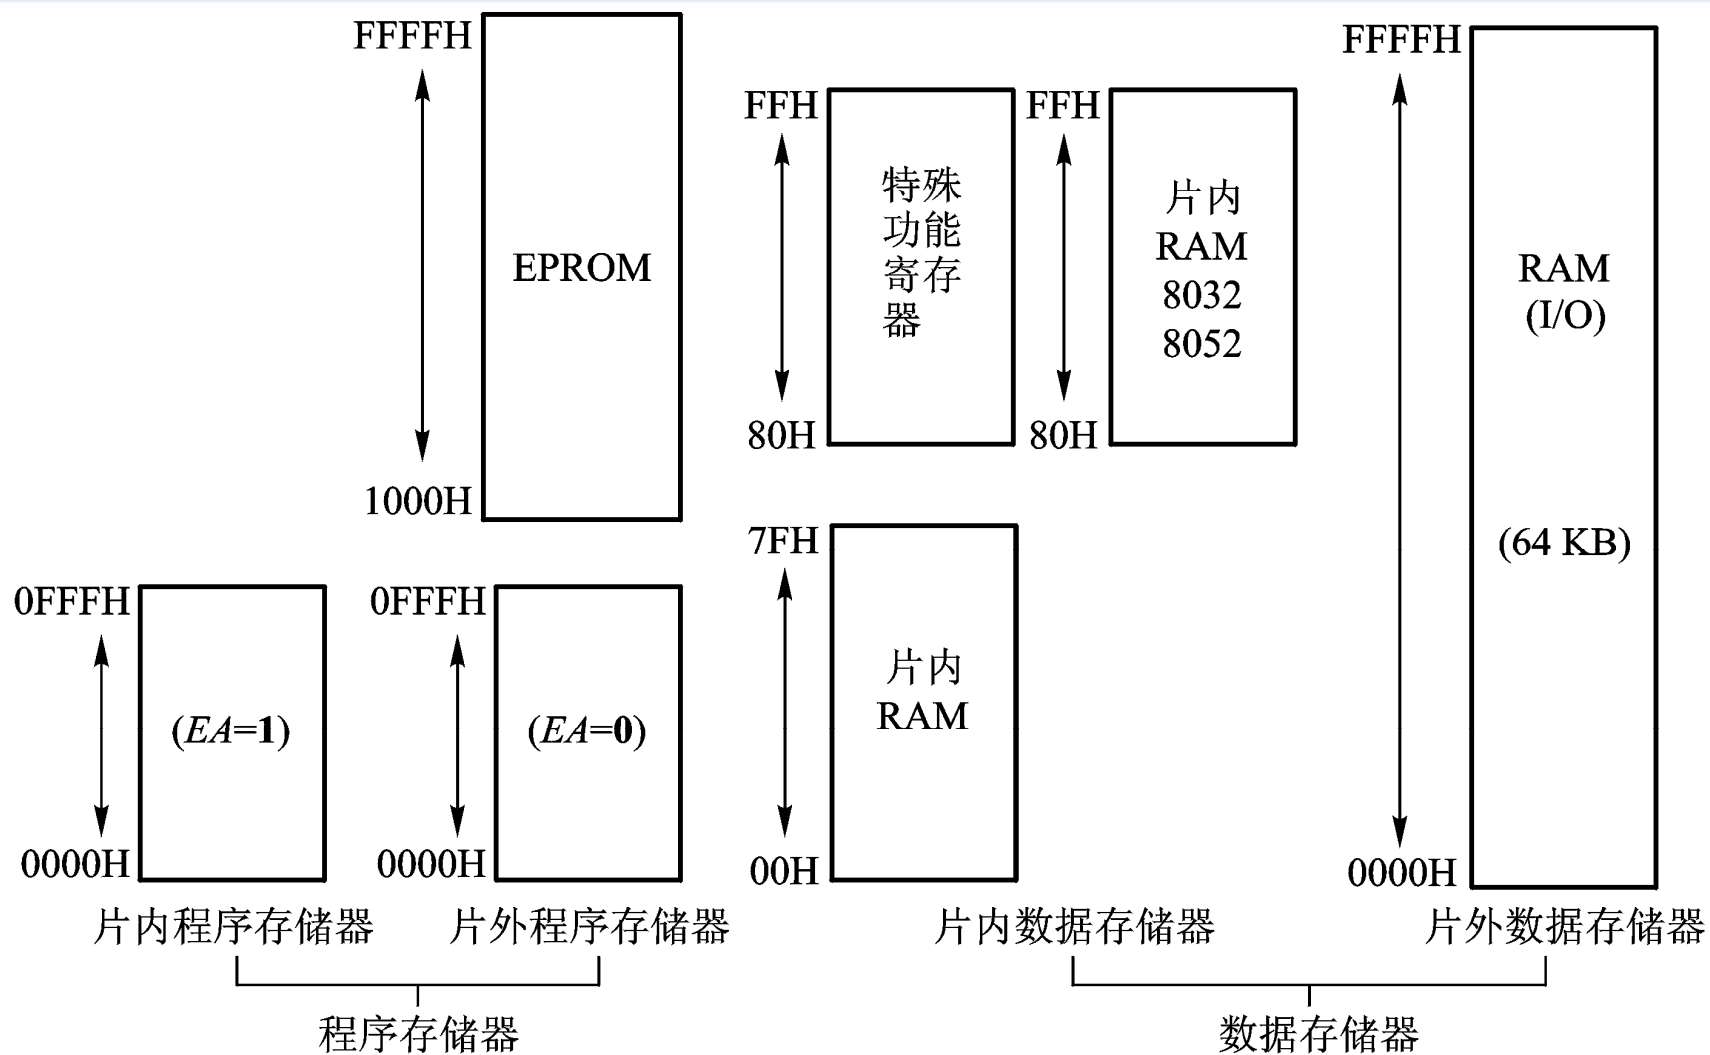 FFFFH
EPROM
1000H
0FFFH
(EA=1)
0000H
0FFFH
(EA=0)
0000H
FFH
特殊
功能
寄存
器
80H
FFH
片内
RAM
8032
8052
80H
7FH
片内
RAM
00H
FFFFH
RAM
(I/O)
(64 KB)
0000H
片内程序存储器
片外程序存储器
片内数据存储器
片外数据存储器
程序存储器
数据存储器